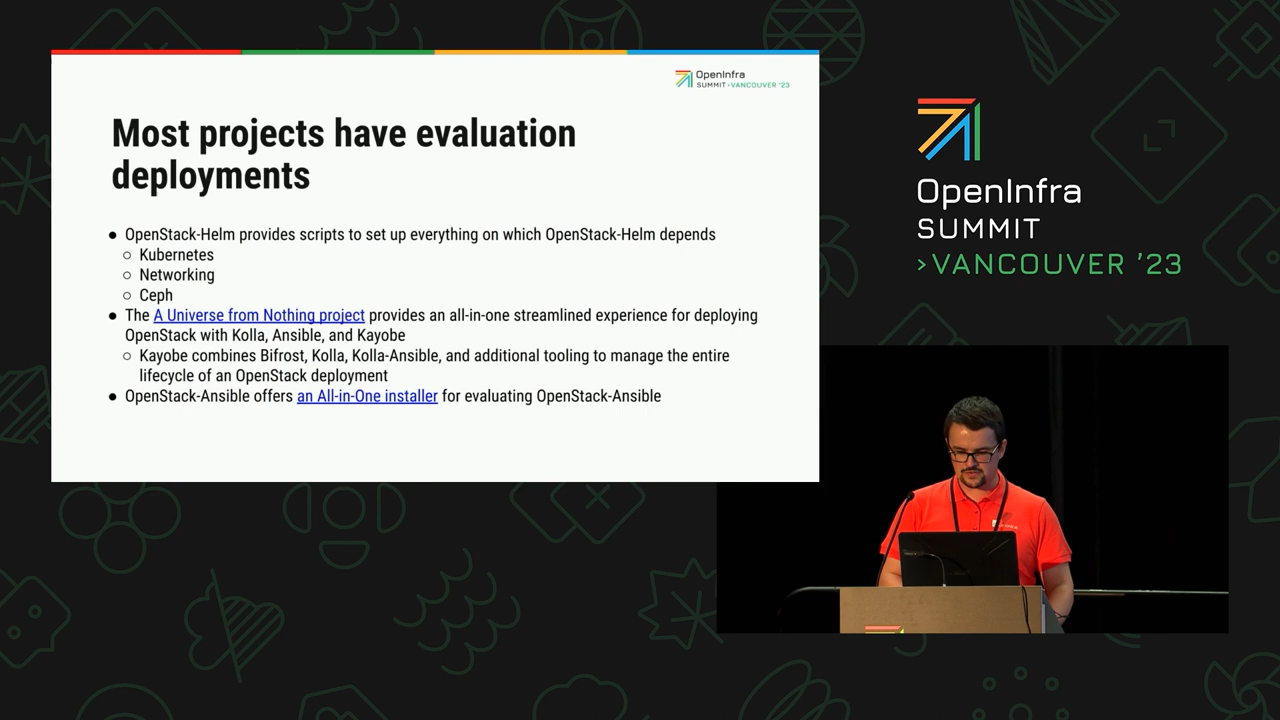 OpenInfra
SUMMIT >VANCOUVER '23
Most projects have evaluation
deployments
● OpenStack-Helm provides scripts to set up everything on which OpenStack-Helm depends
○ Kubernetes
○ Networking
○ Ceph
● The A Universe from Nothing project provides an all-in-one streamlined experience for deploying
OpenStack with Kolla, Ansible, and Kayobe
○ Kayobe combines Bifrost, Kolla, Kolla-Ansible, and additional tooling to manage the entire
lifecycle of an OpenStack deployment
● OpenStack-Ansible offers an All-in-One installer for evaluating OpenStack-Ansible
OpenInfra
SUMMIT
>VANCOUVER '23